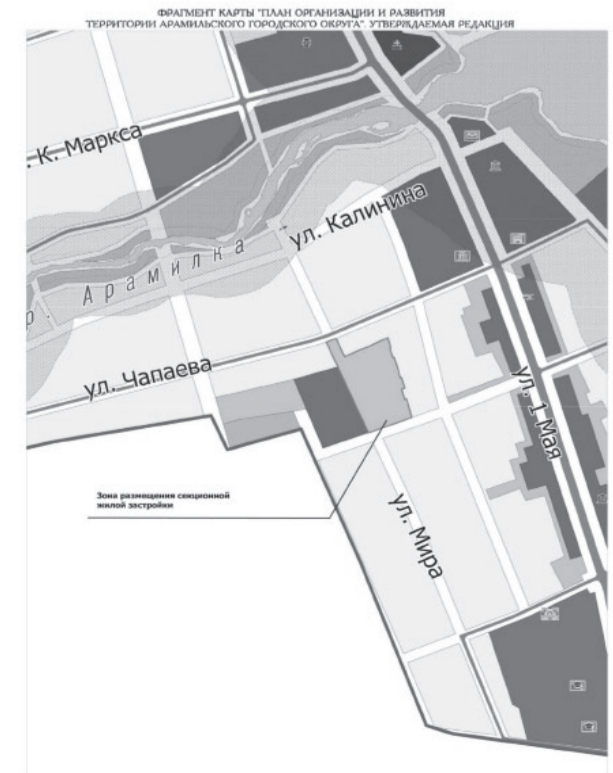 ФРАГМЕНТ КАРТЫ "ПЛАН ОРГАНИЗАЦИИ И РАЗВИТИЯ
ТЕРРИТОРИИ АРАМИЛЬСКОГО ГОРОДСКОГО ОКРУГА". УТВЕРЖДАЕМАЯ РЕДАКЦИЯ
. К. Маркса
ул. Калинина
р. Арамилка
ул. Чапаева
ул. 1 Мая
Зона размещения секционной
жилой застройки
ул. Мира